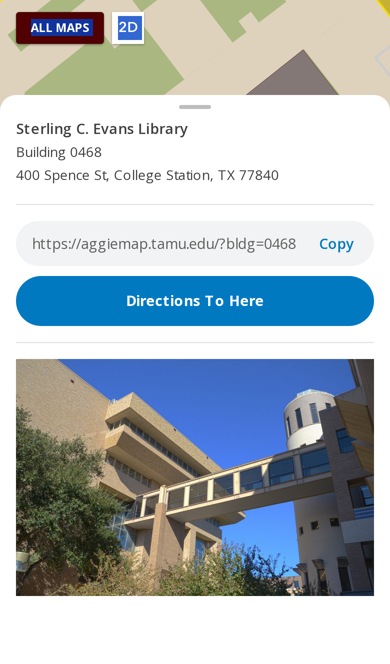 ALL MAPS
2D
Sterling C. Evans Library
Building 0468
400 Spence St, College Station, TX 77840
https://aggiemap.tamu.edu/?bldg=0468
Copy
Directions To Here